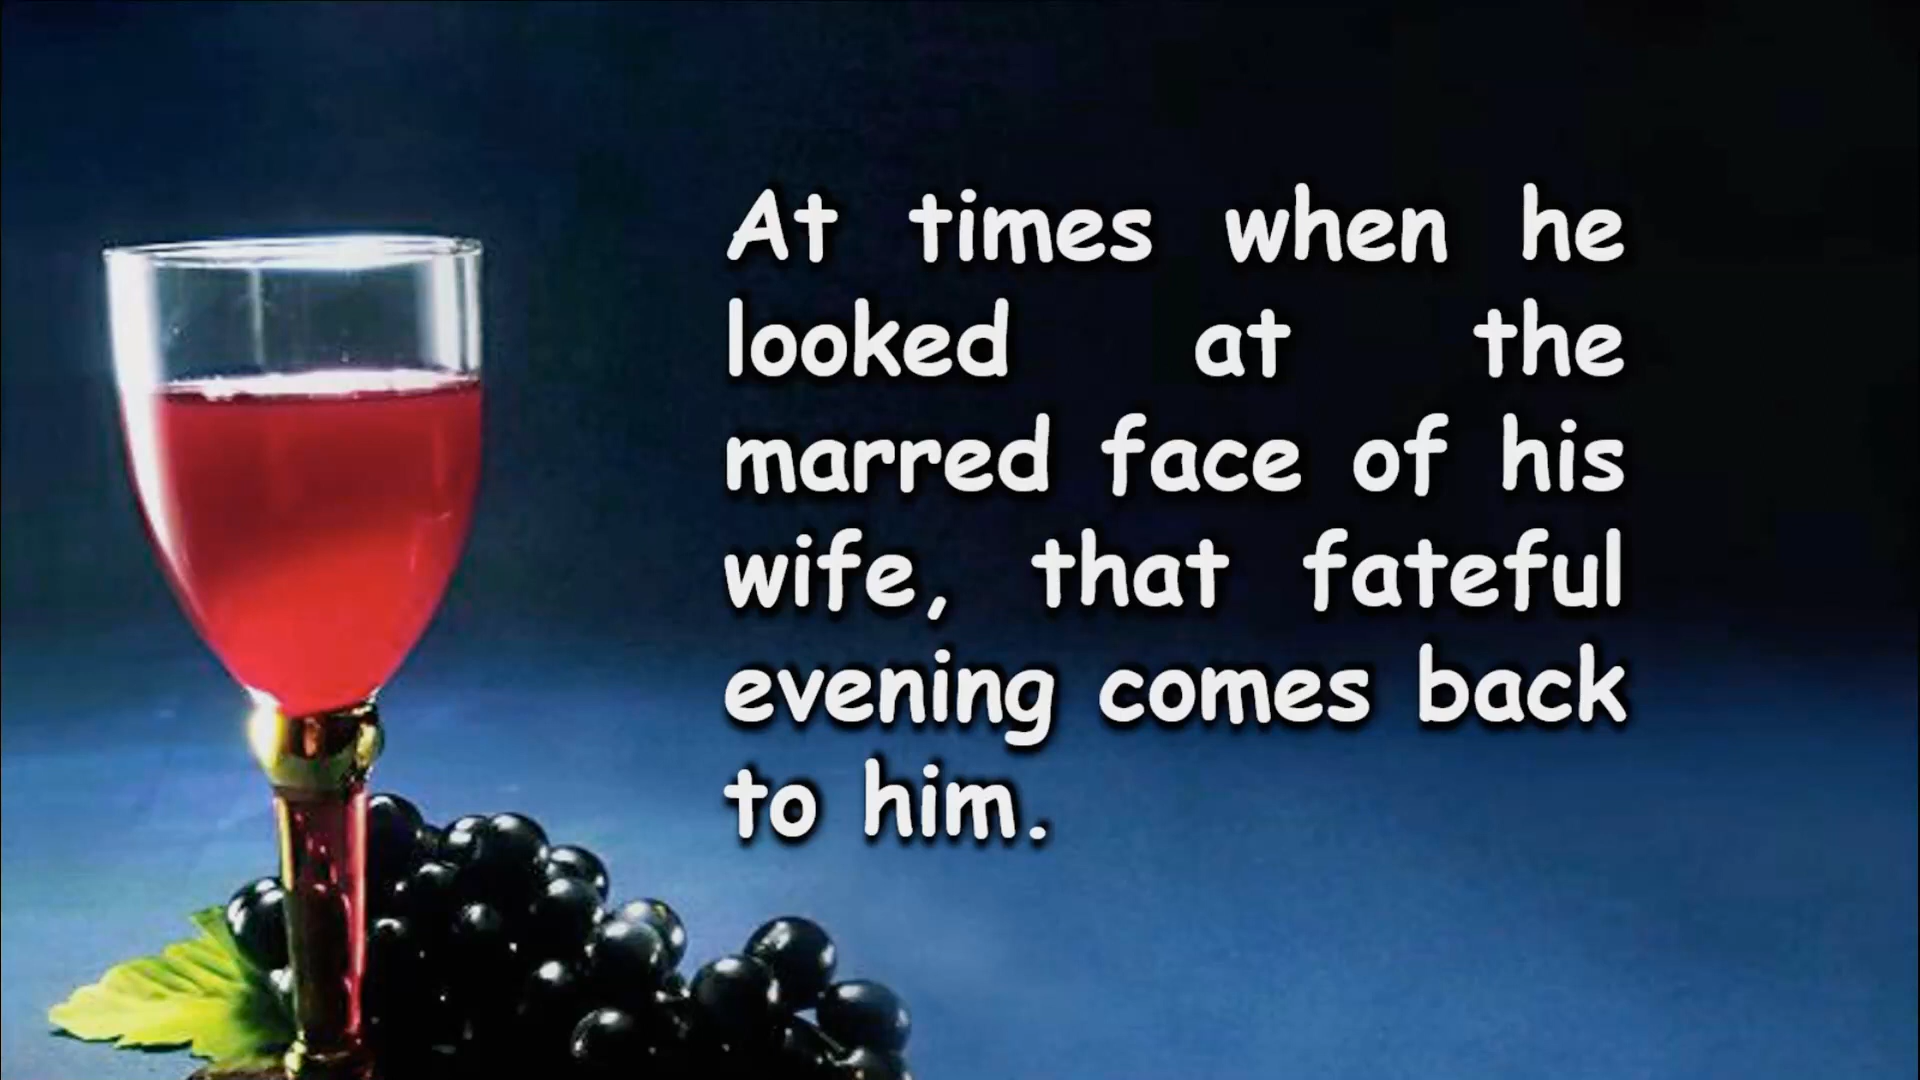 At times when he
looked at the
marred face of his
wife, that fateful
evening comes back
to him.